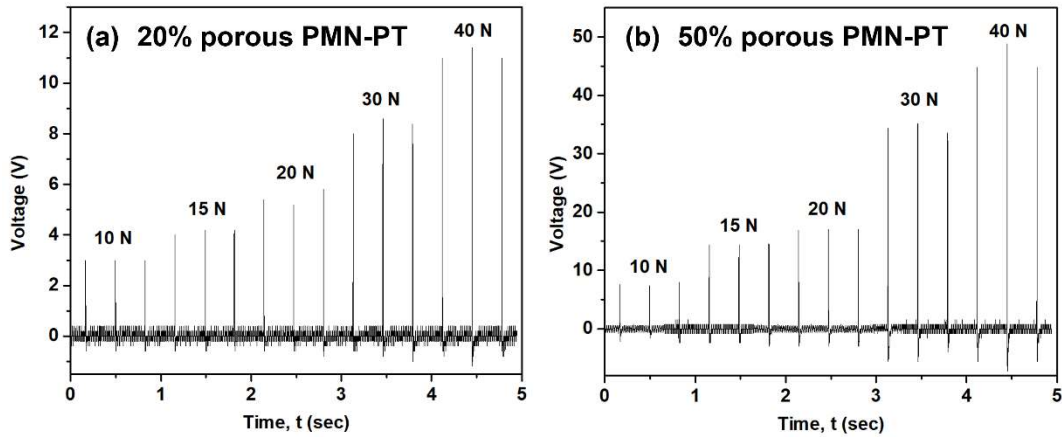 (a) 20% porous PMN-PT
40 N
30 N
20 N
15 N
10 N
12
10
8
6
4
2
0
Voltage (V)
0 1 2 3 4 5
Time, t (sec)
(b) 50% porous PMN-PT
40 N
30 N
20 N
15 N
10 N
50
40
30
20
10
0
Voltage (V)
0 1 2 3 4 5
Time, t (sec)